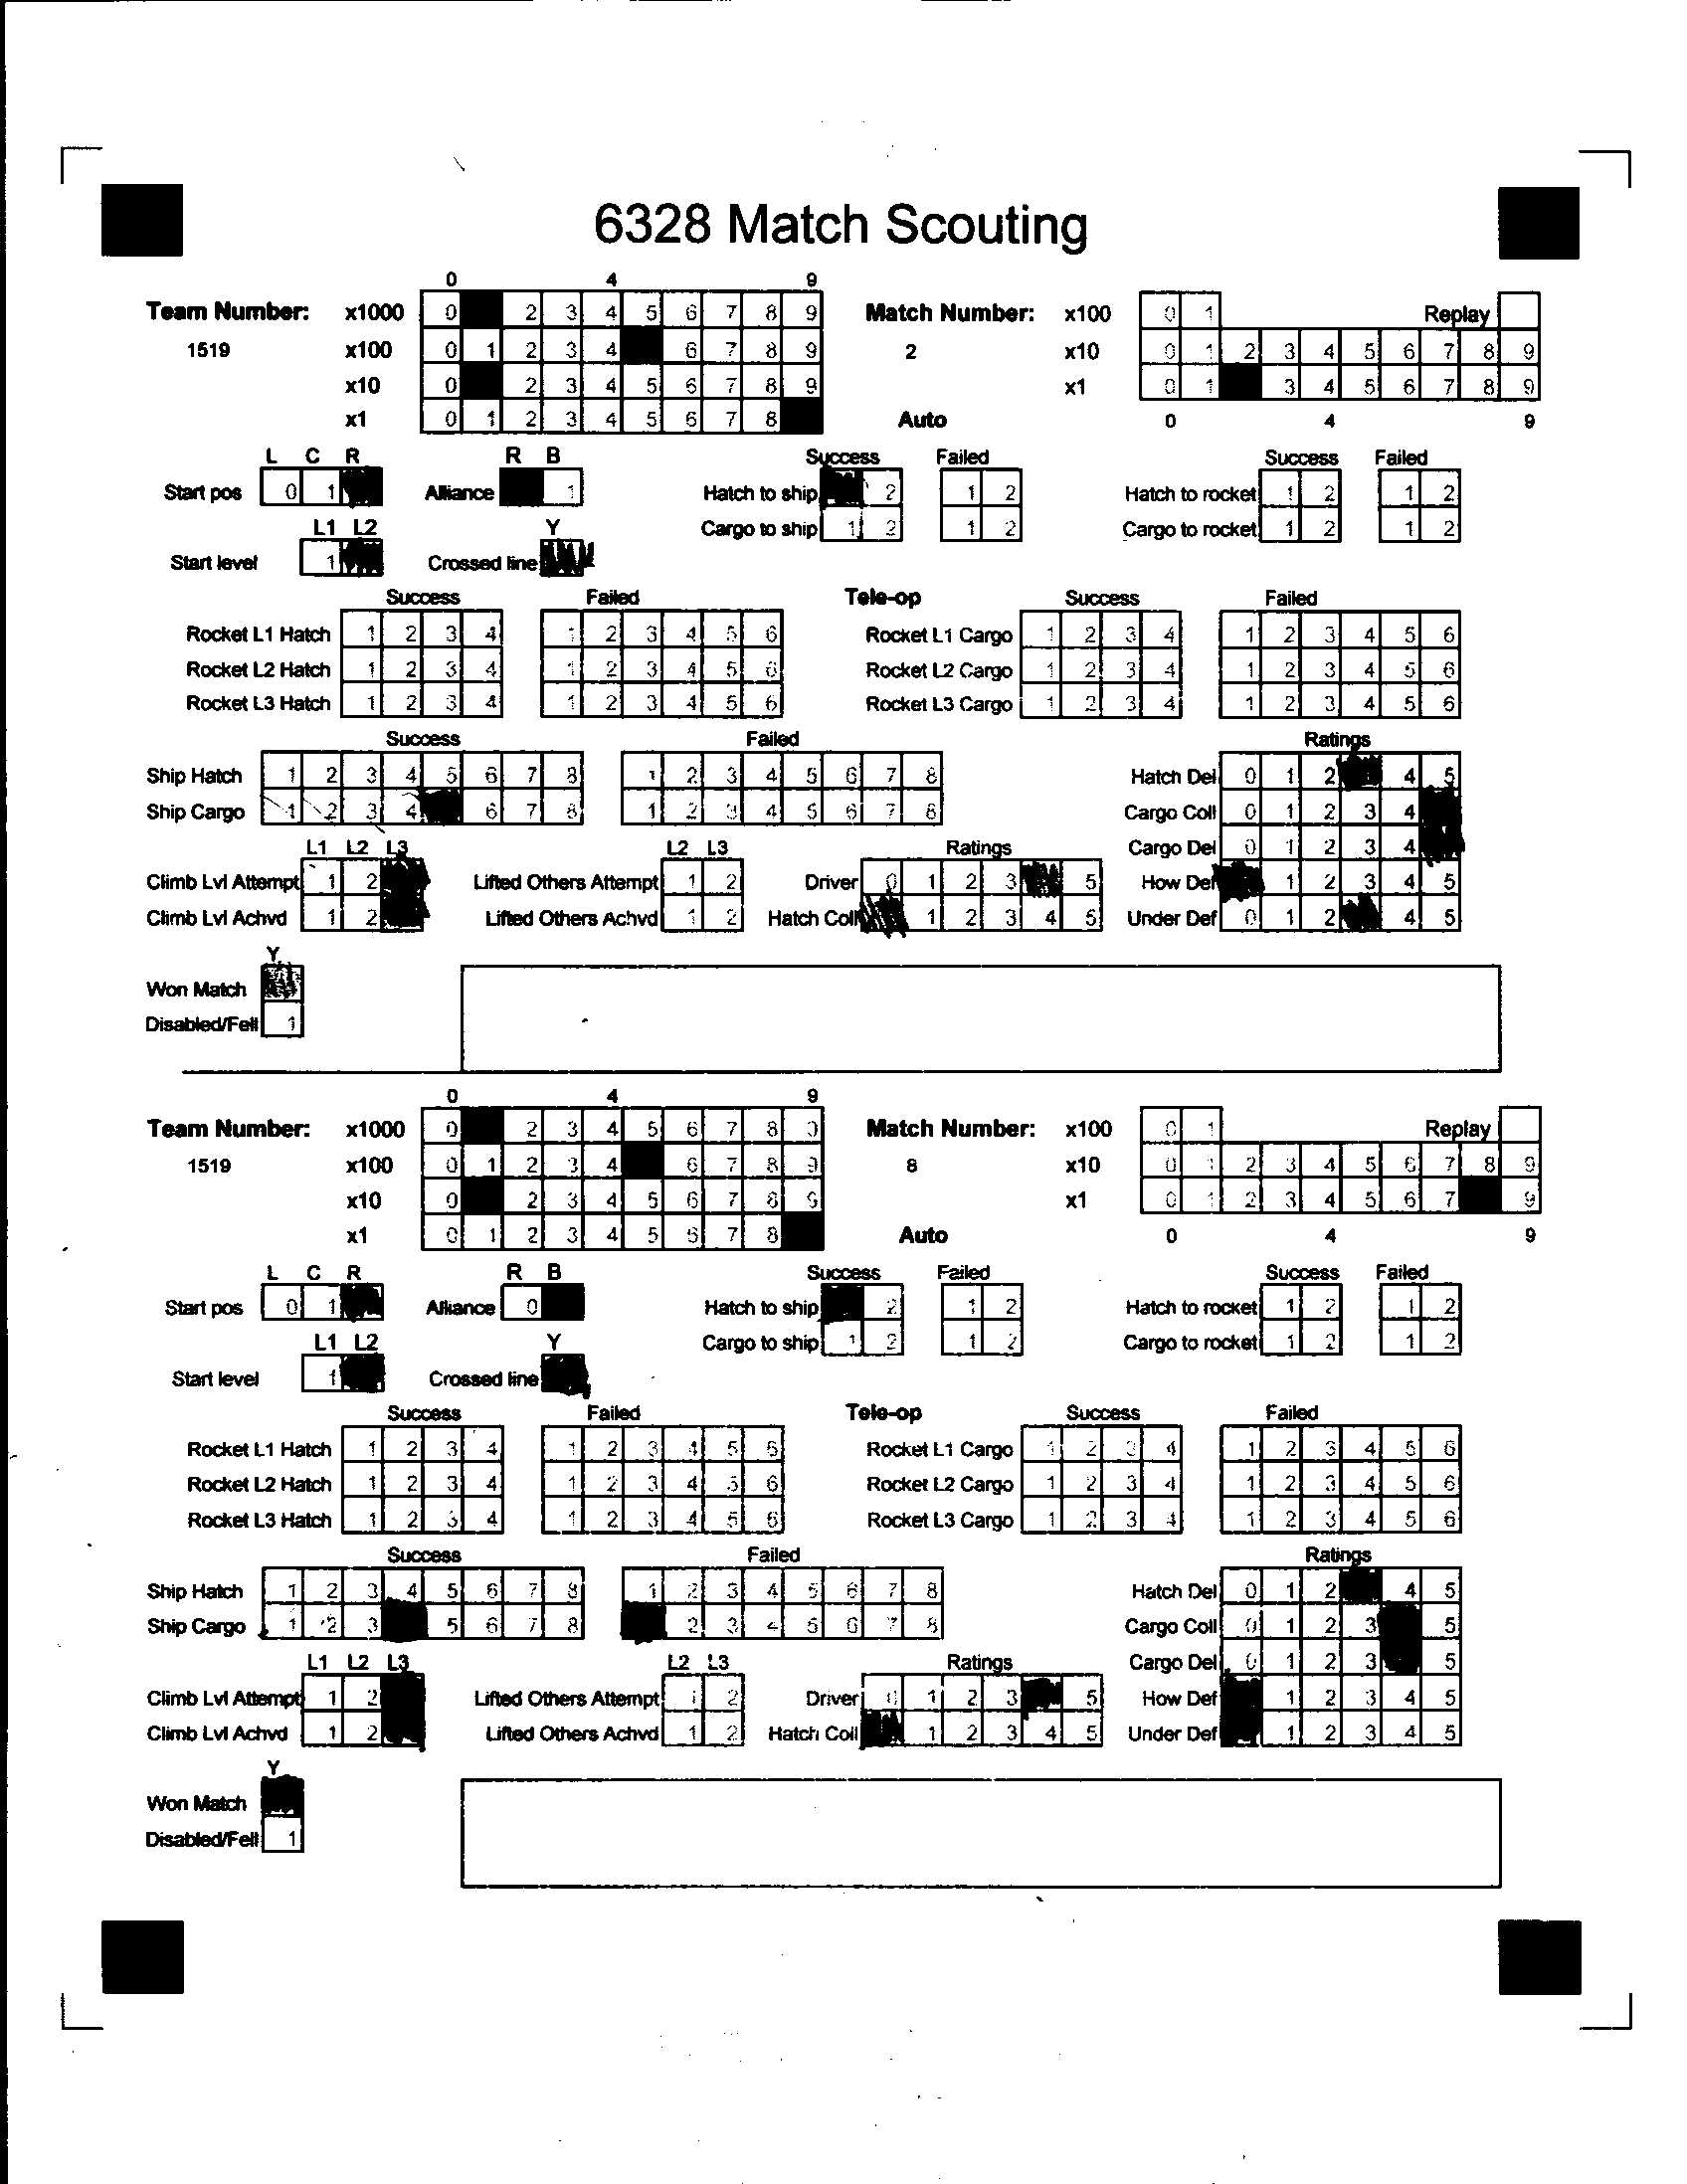 6328 Match Scouting
0 4 9
Team Number: x1000 0 2 3 4 5 6 7 8 9 Match Number: x100 0 1 Replay
1519 x100 0 1 2 3 4 6 7 8 9 2 x10 0 1 2 3 4 5 6 7 8 9
x10 0 2 3 4 5 6 7 8 9 x1 0 1 3 4 5 6 7 8 9
x1 0 1 2 3 4 5 6 7 8 Auto 0 4 9
L C R R B Success Failed Success Failed
Start pos 0 1 Alliance 1 Hatch to ship 2 1 2 Hatch to rocket 1 2 1 2
L1 L2 Y Cargo to ship 1 2 1 2 Cargo to rocket 1 2 1 2
Start level 1 Crossed line
Success Failed Tele-op Success Failed
Rocket L1 Hatch 1 2 3 4 1 2 3 4 5 6 Rocket L1 Cargo 1 2 3 4 1 2 3 4 5 6
Rocket L2 Hatch 1 2 3 4 1 2 3 4 5 6 Rocket L2 Cargo 1 2 3 4 1 2 3 4 5 6
Rocket L3 Hatch 1 2 3 4 1 2 3 4 5 6 Rocket L3 Cargo 1 2 3 4 1 2 3 4 5 6
Success Failed Ratings
Ship Hatch 1 2 3 4 5 6 7 8 1 2 3 4 5 6 7 8 Hatch Del 0 1 2 4 5
Ship Cargo 1 2 3 4 6 7 8 1 2 3 4 5 6 7 8 Cargo Coll 0 1 2 3 4
L1 L2 L3 L2 L3 Ratings Cargo Del 0 1 2 3 4
Climb Lvl Attempt 1 2 Lifted Others Attempt 1 2 Driver 0 1 2 3 5 How Def 1 2 3 4 5
Climb Lvl Achvd 1 2 Lifted Others Achvd 1 2 Hatch Coll 1 2 3 4 5 Under Def 0 1 2 4 5
Y
Won Match
Disabled/Fell 1
0 4 9
Team Number: x1000 0 2 3 4 5 6 7 8 9 Match Number: x100 0 1 Replay
1519 x100 0 1 2 3 4 6 7 8 9 8 x10 0 1 2 3 4 5 6 7 8 9
x10 0 2 3 4 5 6 7 8 9 x1 0 1 2 3 4 5 6 7 9
x1 0 1 2 3 4 5 6 7 8 Auto 0 4 9
L C R R B Success Failed Success Failed
Start pos 0 1 Alliance 0 Hatch to ship 2 1 2 Hatch to rocket 1 2 1 2
L1 L2 Y Cargo to ship 1 2 1 2 Cargo to rocket 1 2 1 2
Start level 1 Crossed line
Success Failed Tele-op Success Failed
Rocket L1 Hatch 1 2 3 4 1 2 3 4 5 6 Rocket L1 Cargo 1 2 3 4 1 2 3 4 5 6
Rocket L2 Hatch 1 2 3 4 1 2 3 4 5 6 Rocket L2 Cargo 1 2 3 4 1 2 3 4 5 6
Rocket L3 Hatch 1 2 3 4 1 2 3 4 5 6 Rocket L3 Cargo 1 2 3 4 1 2 3 4 5 6
Success Failed Ratings
Ship Hatch 1 2 3 4 5 6 7 8 1 2 3 4 5 6 7 8 Hatch Del 0 1 2 4 5
Ship Cargo 1 2 3 5 6 7 8 2 3 4 5 6 7 8 Cargo Coll 0 1 2 3 5
L1 L2 L3 L2 L3 Ratings Cargo Del 0 1 2 3 5
Climb Lvl Attempt 1 2 Lifted Others Attempt 1 2 Driver 0 1 2 3 5 How Def 1 2 3 4 5
Climb Lvl Achvd 1 2 Lifted Others Achvd 1 2 Hatch Coll 1 2 3 4 5 Under Def 1 2 3 4 5
Y
Won Match
Disabled/Fell 1